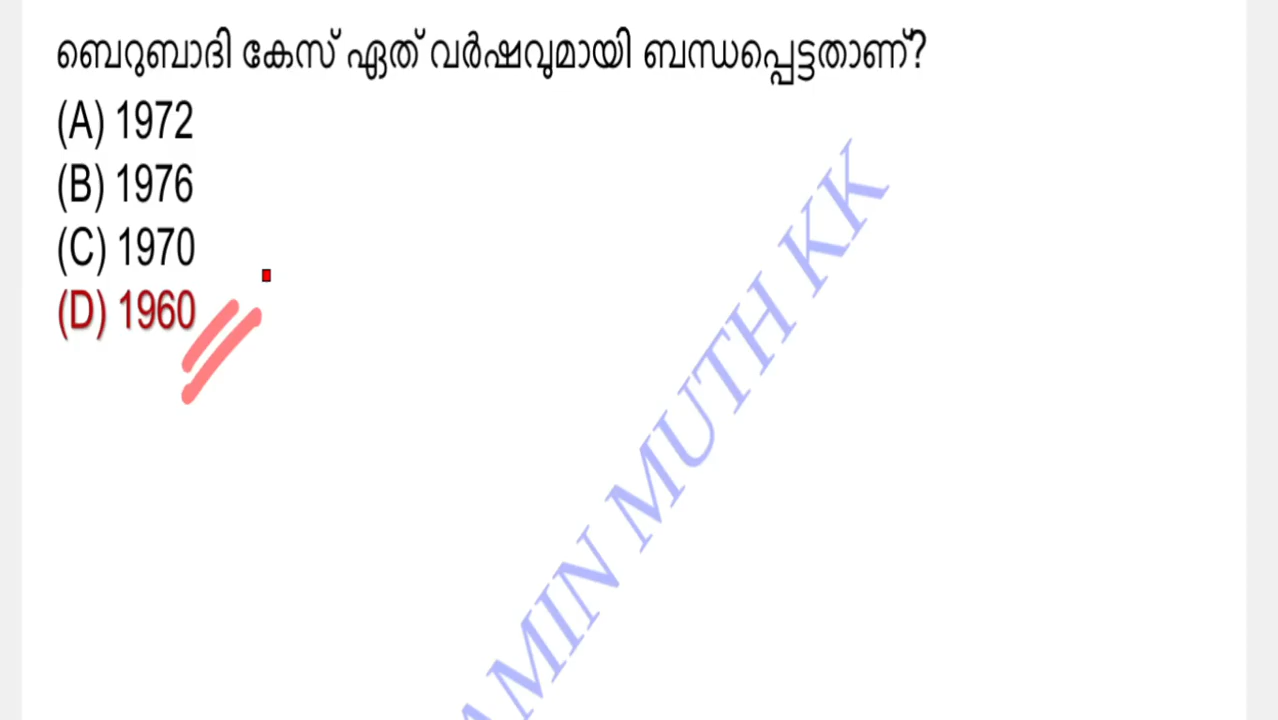 ബെറുബാദി കേസ് ഏത് വർഷവുമായി ബന്ധപ്പെട്ടതാണ്?
(A) 1972
(B) 1976
(C) 1970
(D) 1960
AMIN MUTH KK